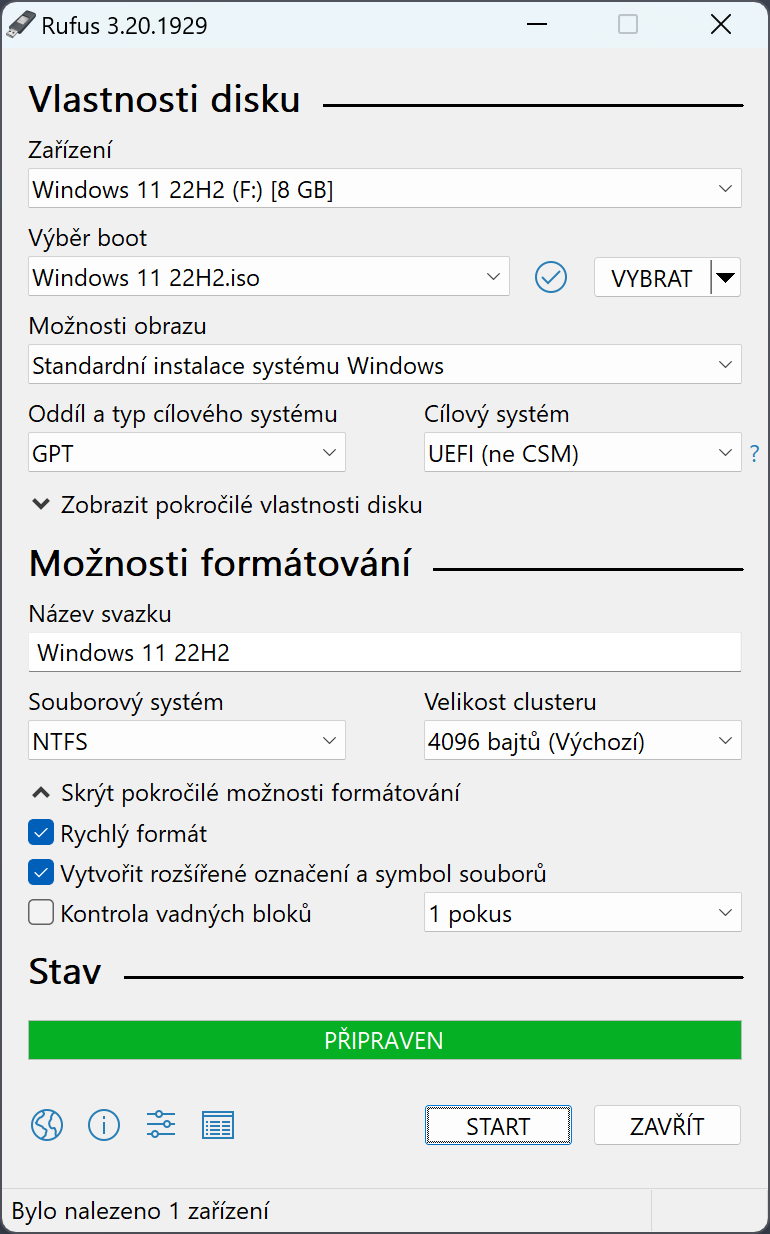 Rufus 3.20.1929
Vlastnosti disku
Zařízení
Windows 11 22H2 (F:) [8 GB]
Výběr boot
Windows 11 22H2.iso
VYBRAT
Možnosti obrazu
Standardní instalace systému Windows
Oddíl a typ cílového systému
Cílový systém
GPT
UEFI (ne CSM)
?
Zobrazit pokročilé vlastnosti disku
Možnosti formátování
Název svazku
Windows 11 22H2
Souborový systém
Velikost clusteru
NTFS
4096 bajtů (Výchozí)
Skrýt pokročilé možnosti formátování
Rychlý formát
Vytvořit rozšířené označení a symbol souborů
Kontrola vadných bloků
1 pokus
Stav
PŘIPRAVEN
START
ZAVŘÍT
Bylo nalezeno 1 zařízení